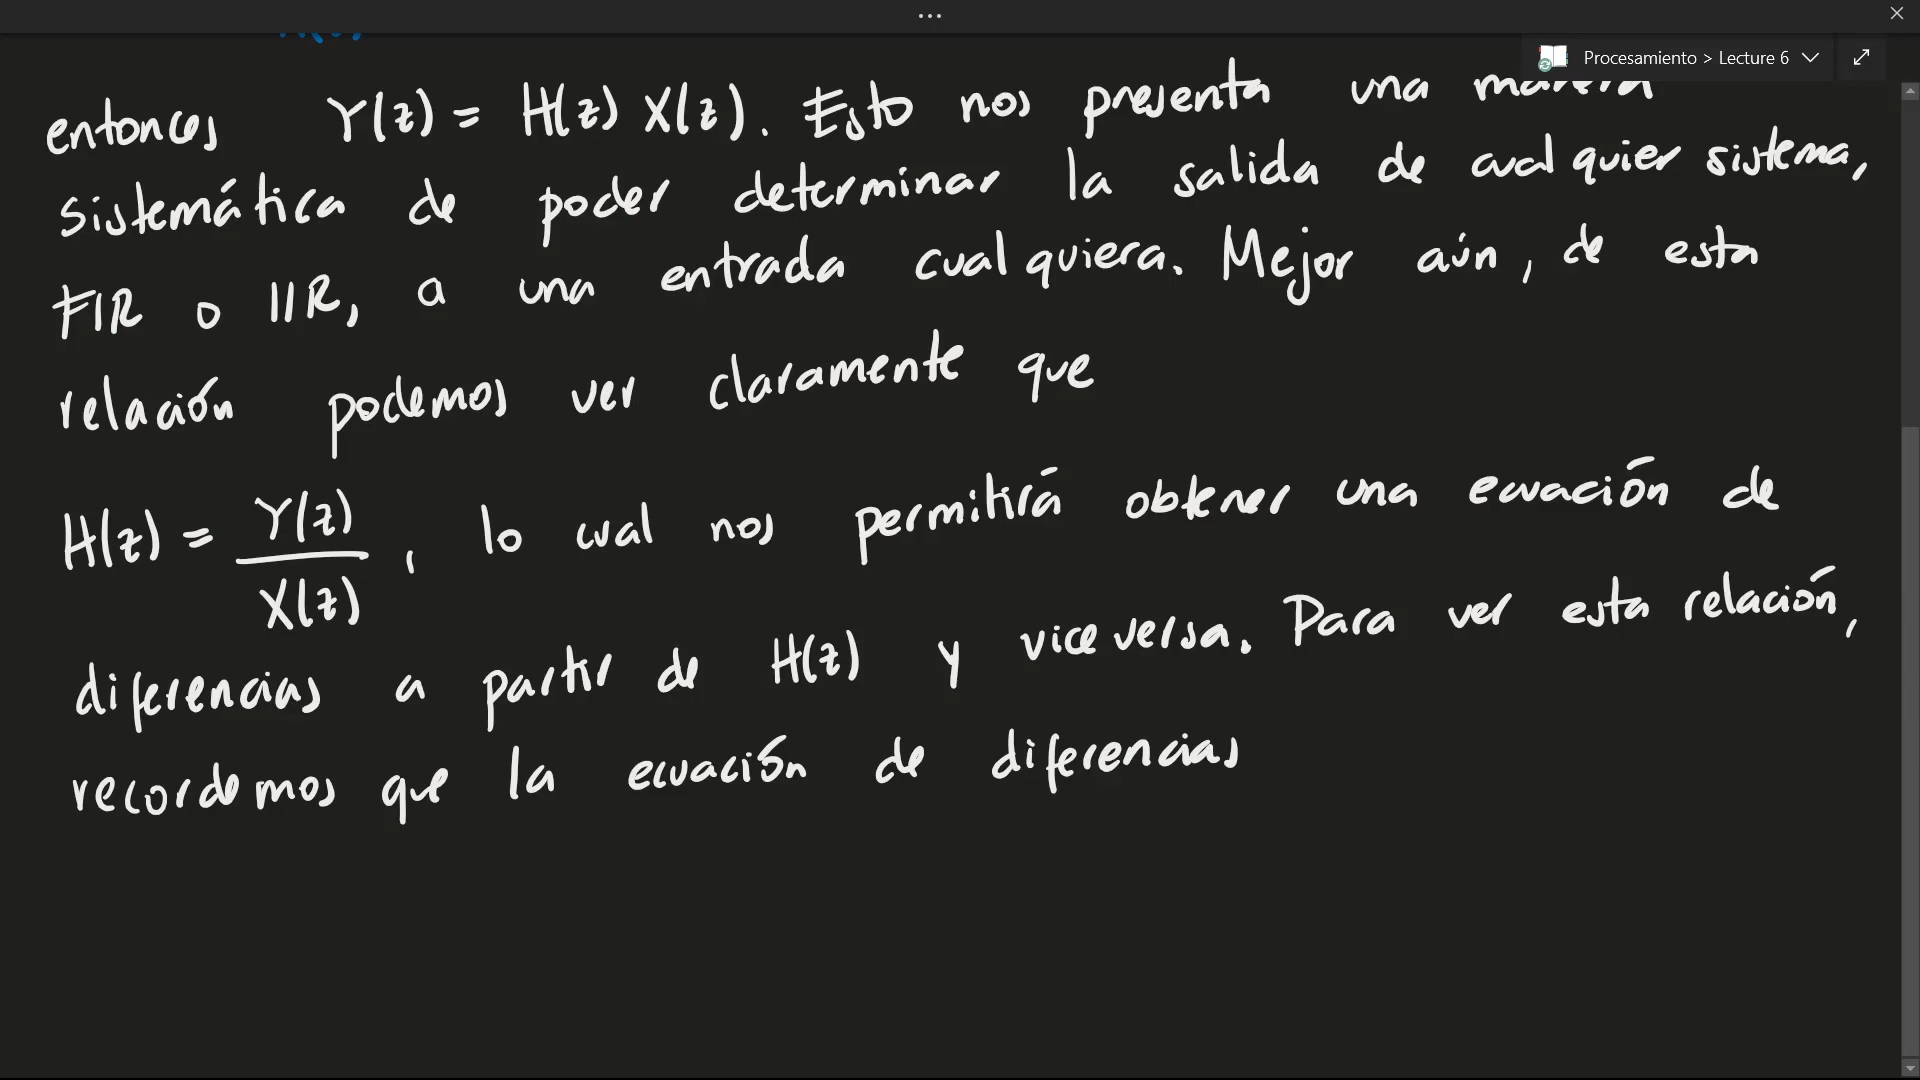 Procesamiento > Lecture 6
entonces Y(z) = H(z) X(z). Esto nos presenta una manera
sistemática de poder determinar la salida de cualquier sistema,
FIR o IIR, a una entrada cualquiera. Mejor aún, de esta
relación podemos ver claramente que
H(z) = Y(z) / X(z), lo cual nos permitirá obtener una ecuación de
diferencias a partir de H(z) y viceversa. Para ver esta relación,
recordemos que la ecuación de diferencias